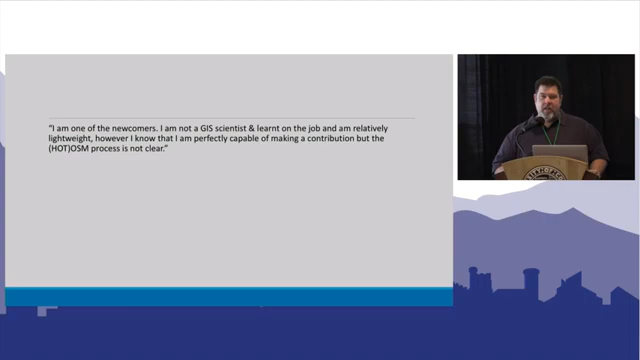 “I am one of the newcomers. I am not a GIS scientist & learnt on the job and am relatively
lightweight, however I know that I am perfectly capable of making a contribution but the
(HOT)OSM process is not clear.”